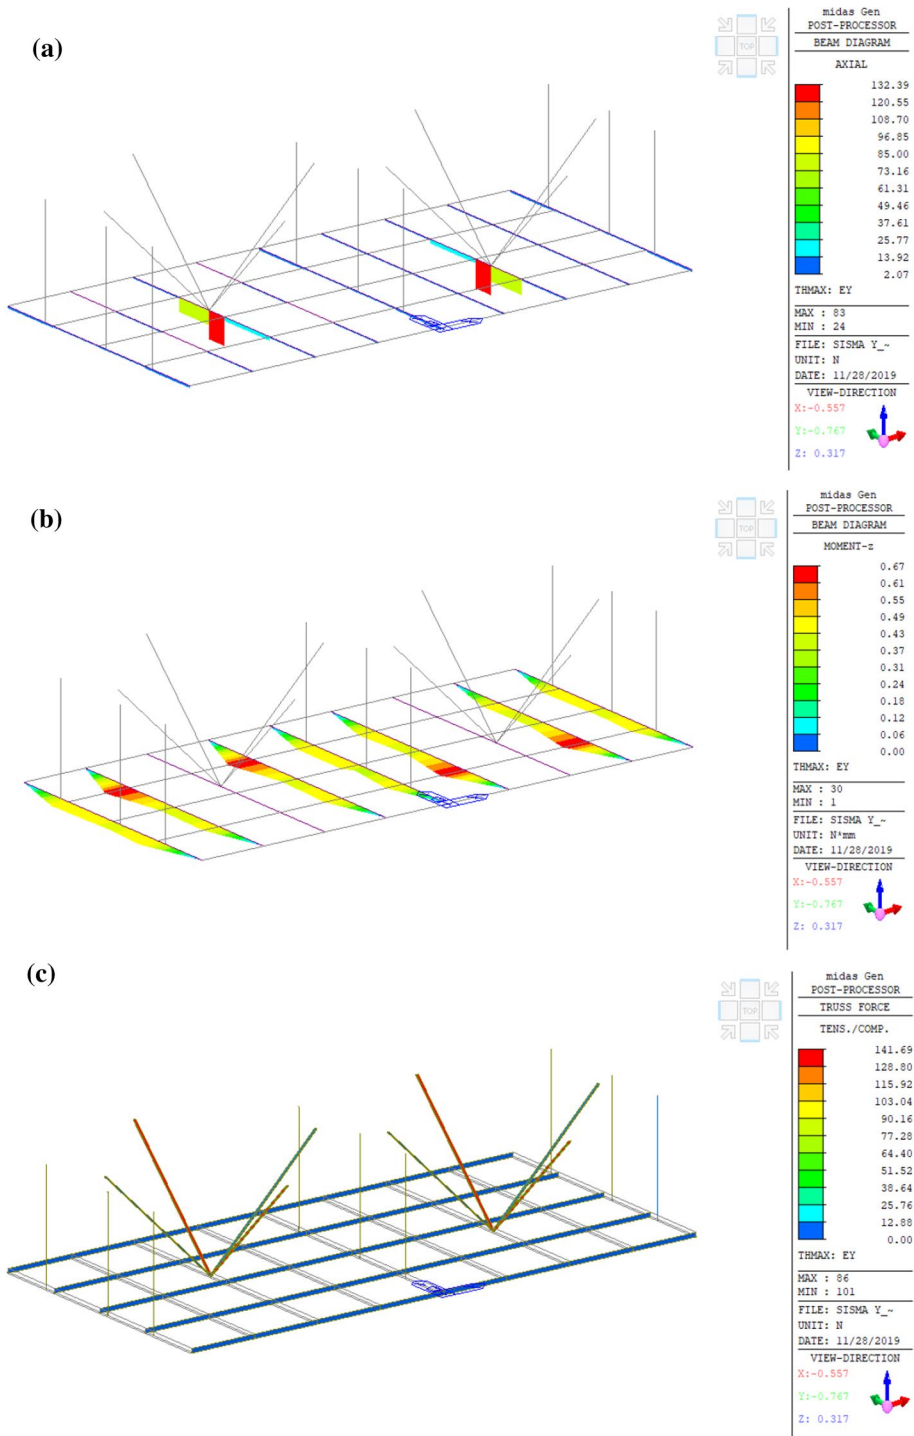 (a)
TOP
midas Gen
POST-PROCESSOR
BEAM DIAGRAM
AXIAL
132.39
120.55
108.70
96.85
85.00
73.16
61.31
49.46
37.61
25.77
13.92
2.07
THMAX: EY
MAX : 83
MIN : 24
FILE: SISMA Y_~
UNIT: N
DATE: 11/28/2019
VIEW-DIRECTION
X:-0.557
Y:-0.767
Z: 0.317
(b)
TOP
midas Gen
POST-PROCESSOR
BEAM DIAGRAM
MOMENT-z
0.67
0.61
0.55
0.49
0.43
0.37
0.31
0.24
0.18
0.12
0.06
0.00
THMAX: EY
MAX : 30
MIN : 1
FILE: SISMA Y_~
UNIT: N*mm
DATE: 11/28/2019
VIEW-DIRECTION
X:-0.557
Y:-0.767
Z: 0.317
(c)
TOP
midas Gen
POST-PROCESSOR
TRUSS FORCE
TENS./COMP.
141.69
128.80
115.92
103.04
90.16
77.28
64.40
51.52
38.64
25.76
12.88
0.00
THMAX: EY
MAX : 86
MIN : 101
FILE: SISMA Y_~
UNIT: N
DATE: 11/28/2019
VIEW-DIRECTION
X:-0.557
Y:-0.767
Z: 0.317